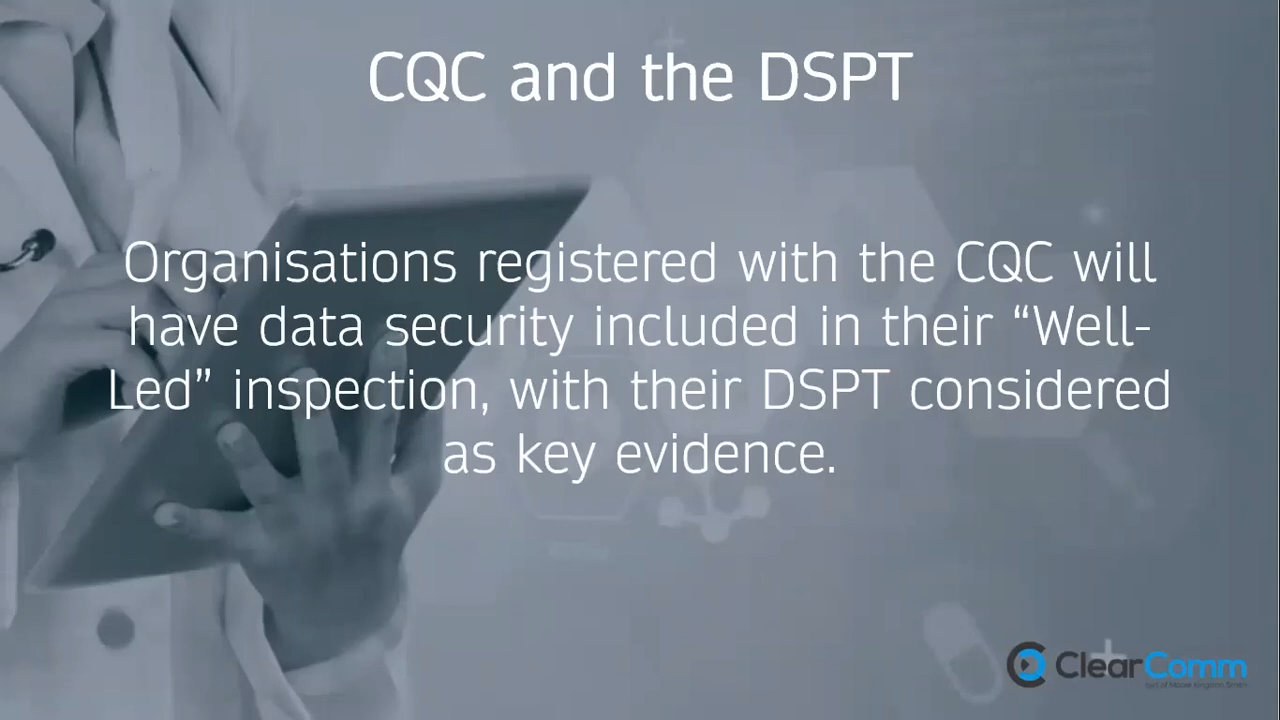 CQC and the DSPT
Organisations registered with the CQC will
have data security included in their “Well-
Led” inspection, with their DSPT considered
as key evidence.
ClearComm